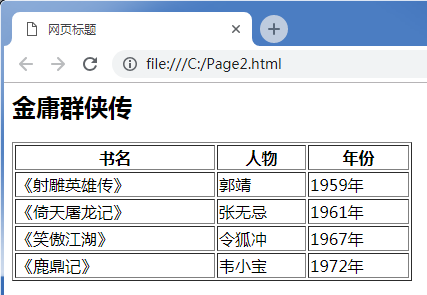 网页标题
file:///C:/Page2.html
金庸群侠传
书名 人物 年份
《射雕英雄传》 郭靖 1959年
《倚天屠龙记》 张无忌 1961年
《笑傲江湖》 令狐冲 1967年
《鹿鼎记》 韦小宝 1972年